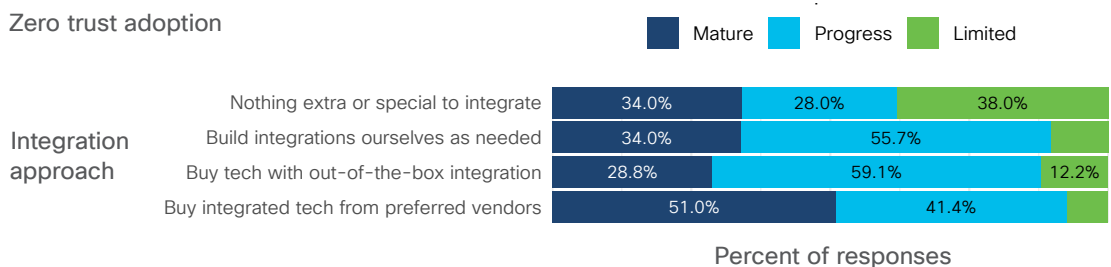 Zero trust adoption
Mature Progress Limited
Nothing extra or special to integrate 34.0% 28.0% 38.0%
Integration approach
Build integrations ourselves as needed 34.0% 55.7%
Buy tech with out-of-the-box integration 28.8% 59.1% 12.2%
Buy integrated tech from preferred vendors 51.0% 41.4%
Percent of responses